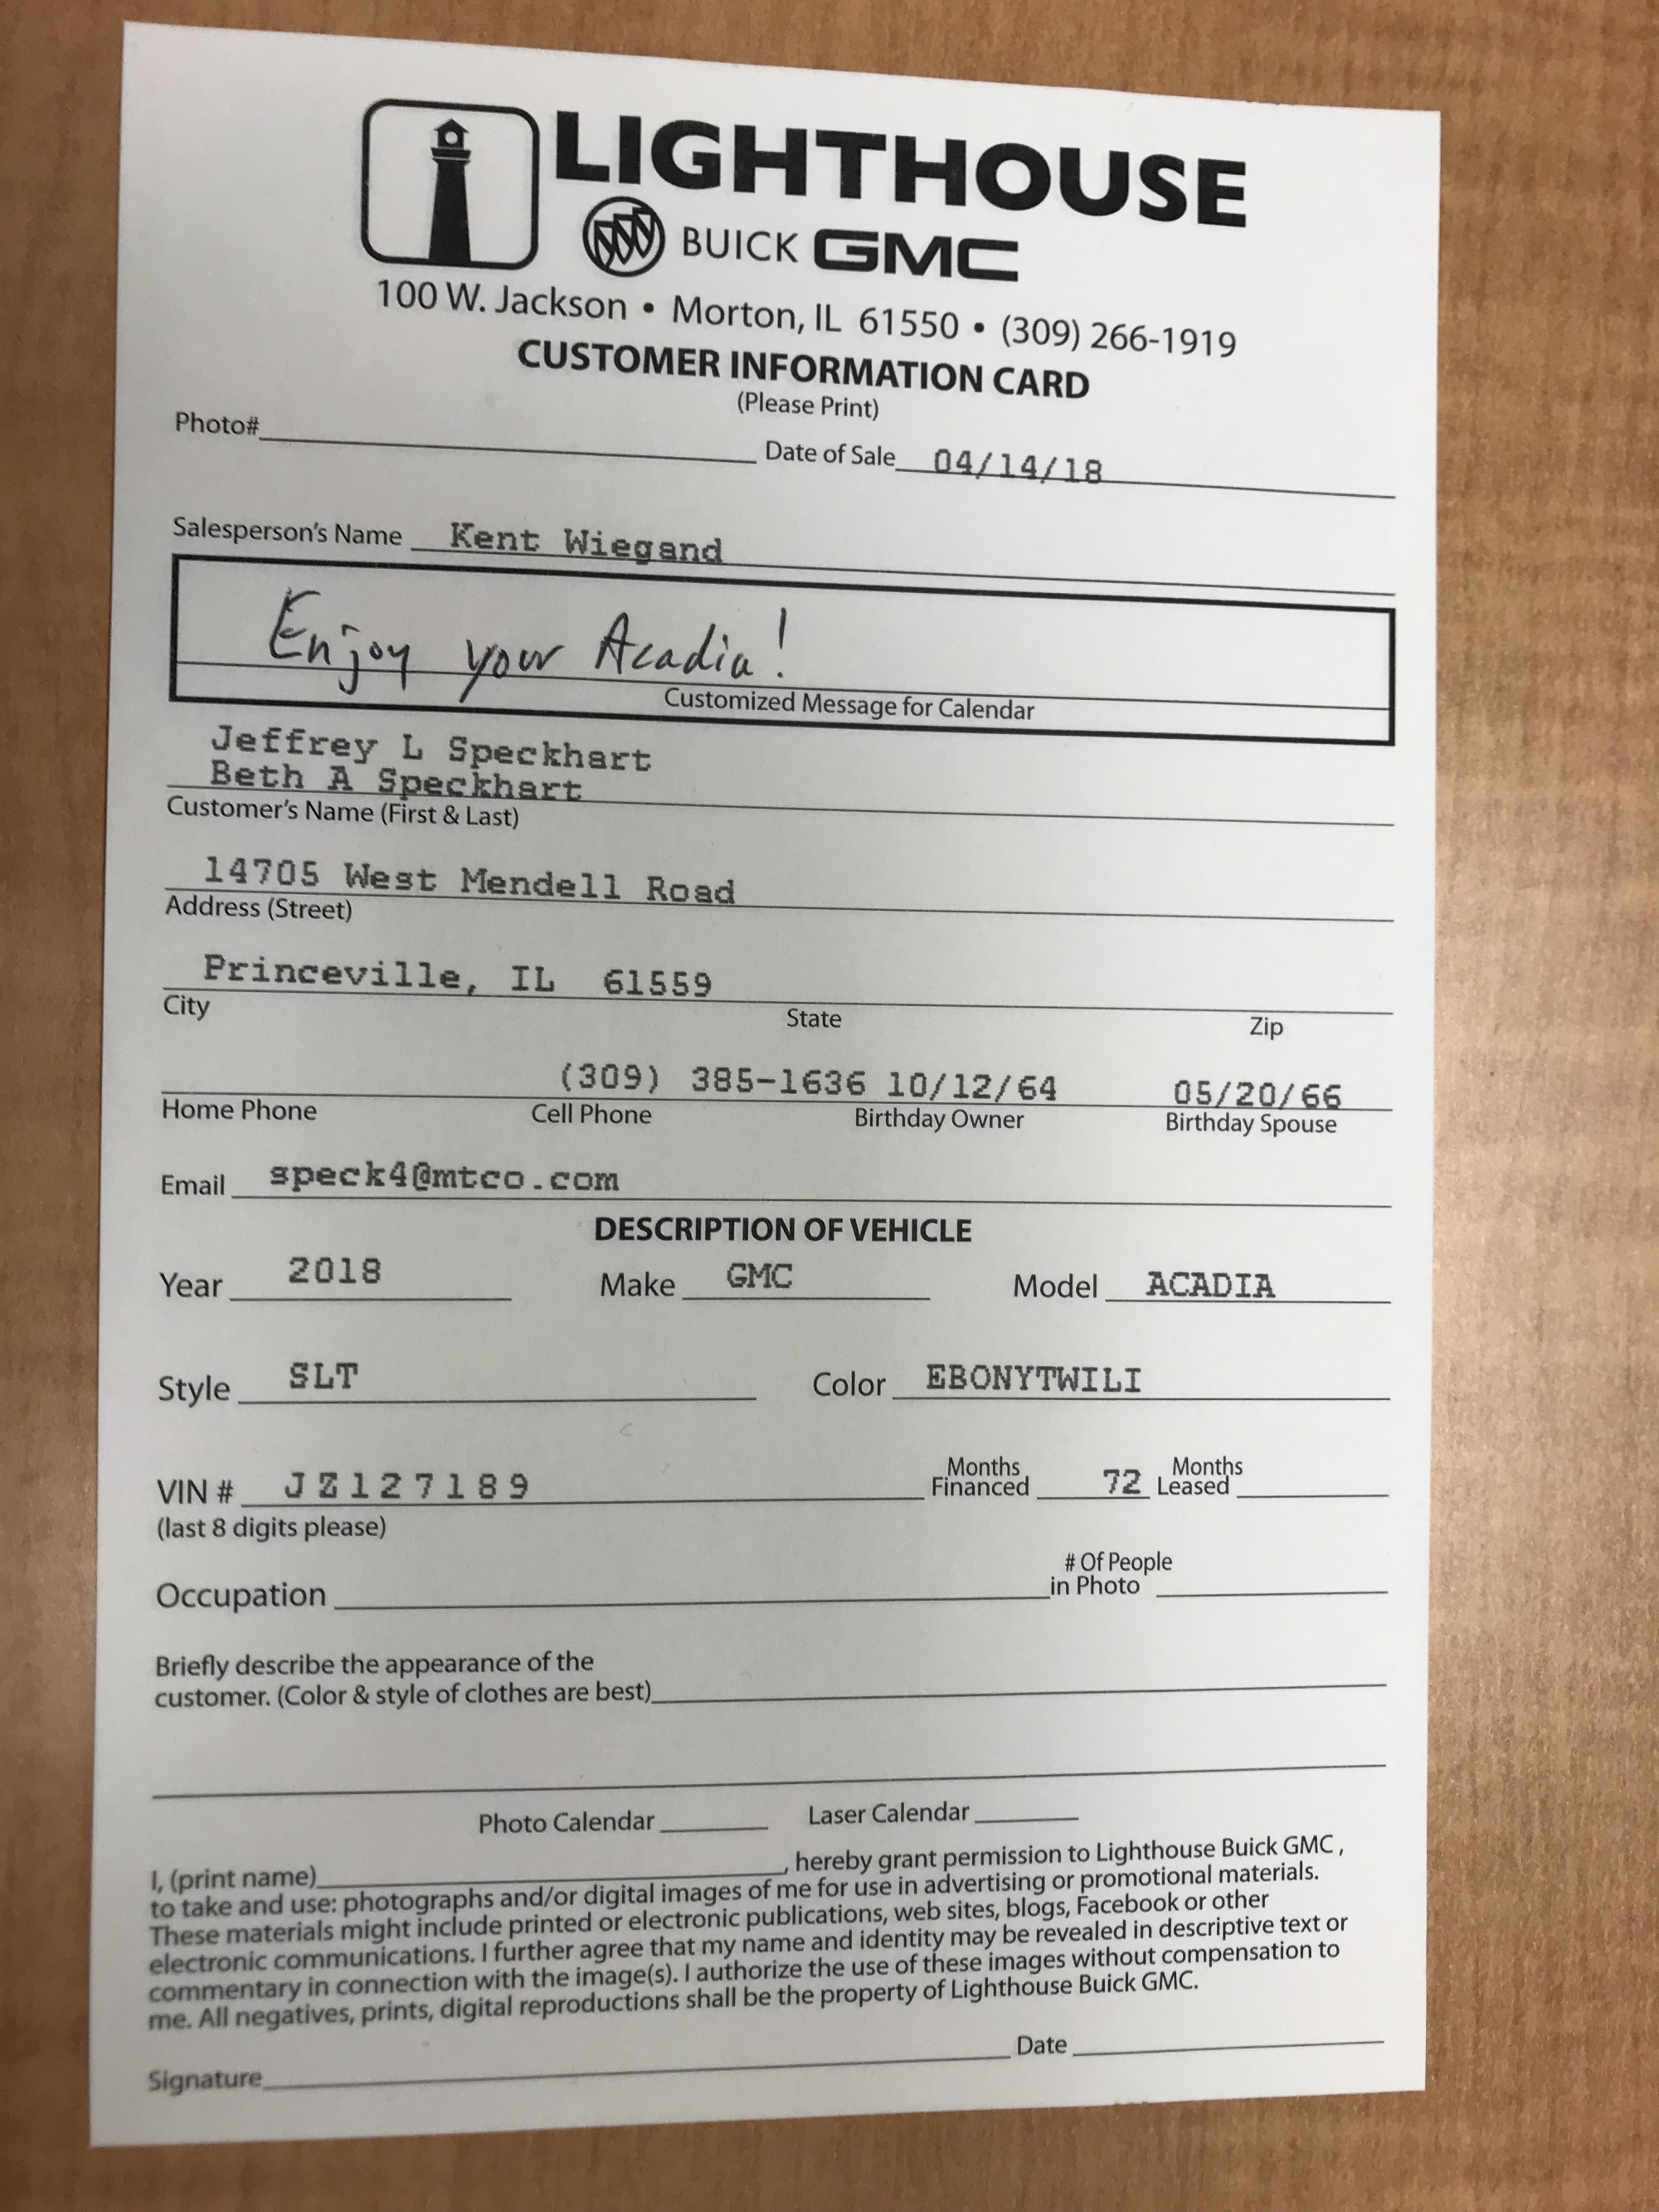 LIGHTHOUSE
BUICK GMC
100 W. Jackson • Morton, IL 61550 • (309) 266-1919
CUSTOMER INFORMATION CARD
(Please Print)
Photo# Date of Sale 04/14/18
Salesperson's Name Kent Wiegand
Enjoy your Acadia!
Customized Message for Calendar
Jeffrey L Speckhart
Beth A Speckhart
Customer's Name (First & Last)
14705 West Mendell Road
Address (Street)
Princeville, IL 61559
City State Zip
(309) 385-1636 10/12/64 05/20/66
Home Phone Cell Phone Birthday Owner Birthday Spouse
Email speck4@mtco.com
DESCRIPTION OF VEHICLE
Year 2018 Make GMC Model ACADIA
Style SLT Color EBONYTWILI
VIN # JZ127189 Months Financed 72 Months Leased
(last 8 digits please)
Occupation # Of People in Photo
Briefly describe the appearance of the
customer. (Color & style of clothes are best)
Photo Calendar Laser Calendar
I, (print name) , hereby grant permission to Lighthouse Buick GMC ,
to take and use: photographs and/or digital images of me for use in advertising or promotional materials.
These materials might include printed or electronic publications, web sites, blogs, Facebook or other
electronic communications. I further agree that my name and identity may be revealed in descriptive text or
commentary in connection with the image(s). I authorize the use of these images without compensation to
me. All negatives, prints, digital reproductions shall be the property of Lighthouse Buick GMC.
Signature Date